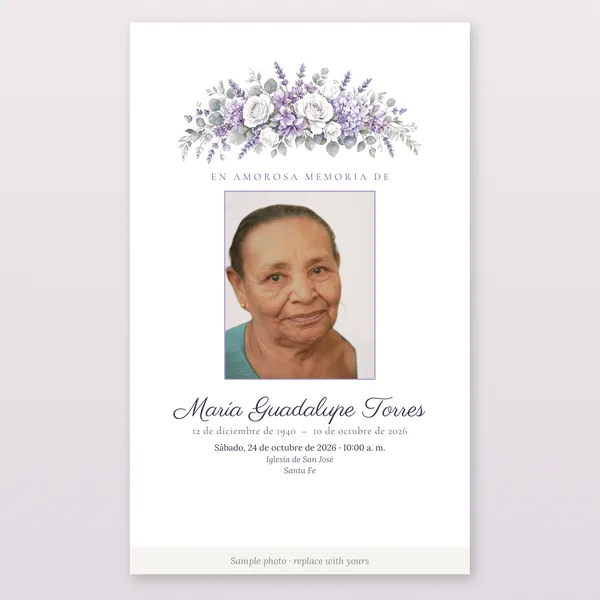 EN AMOROSA MEMORIA DE
María Guadalupe Torres
12 de diciembre de 1940 – 10 de octubre de 2026
Sábado, 24 de octubre de 2026 · 10:00 a. m.
Iglesia de San José
Santa Fe
Sample photo · replace with yours